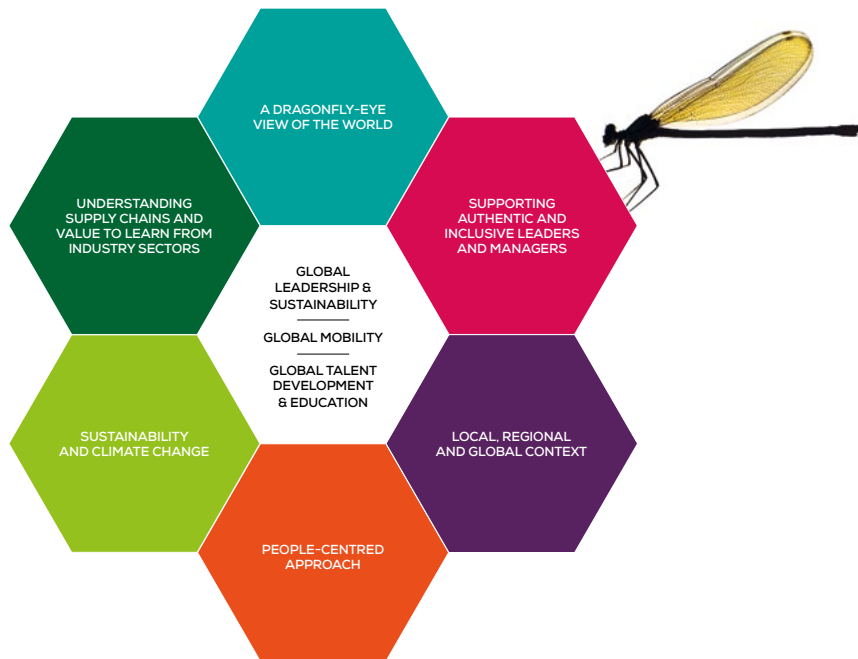 A DRAGONFLY-EYE
VIEW OF THE WORLD
UNDERSTANDING
SUPPLY CHAINS AND
VALUE TO LEARN FROM
INDUSTRY SECTORS
SUPPORTING
AUTHENTIC AND
INCLUSIVE LEADERS
AND MANAGERS
GLOBAL
LEADERSHIP &
SUSTAINABILITY
GLOBAL MOBILITY
GLOBAL TALENT
DEVELOPMENT
& EDUCATION
SUSTAINABILITY
AND CLIMATE CHANGE
LOCAL, REGIONAL
AND GLOBAL CONTEXT
PEOPLE-CENTRED
APPROACH